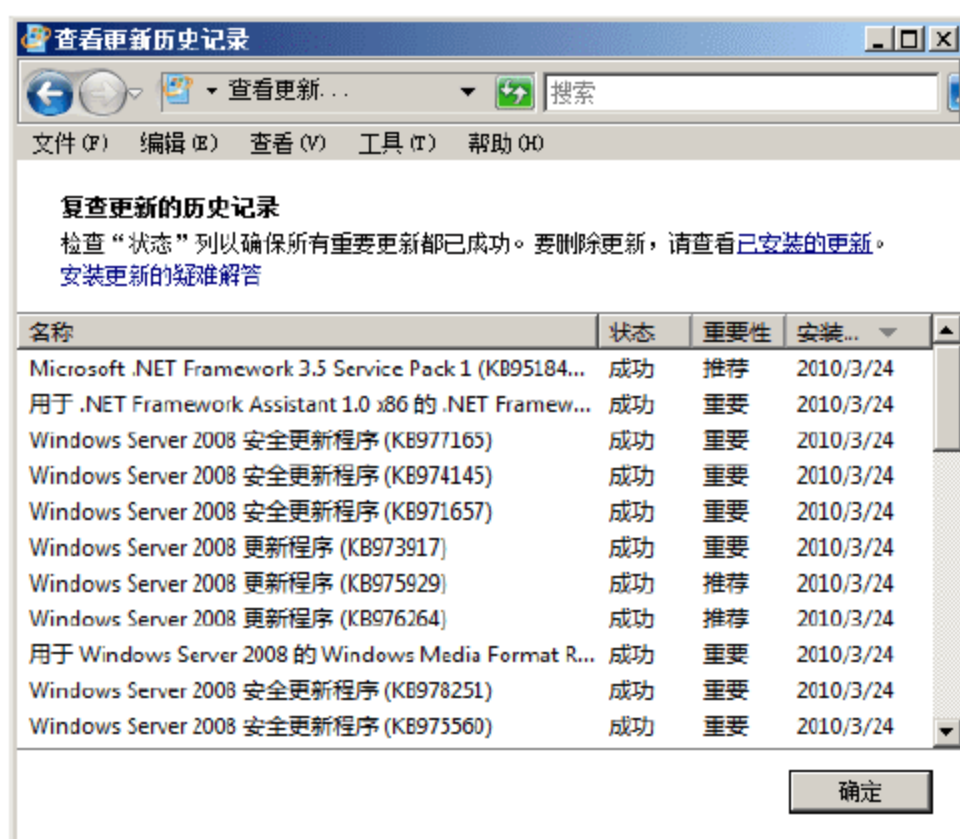 查看更新历史记录
查看更新...
搜索
文件(F) 编辑(E) 查看(V) 工具(T) 帮助(H)
复查更新的历史记录
检查“状态”列以确保所有重要更新都已成功。要删除更新，请查看已安装的更新。
安装更新的疑难解答
名称 状态 重要性 安装...
Microsoft .NET Framework 3.5 Service Pack 1 (KB95184... 成功 推荐 2010/3/24
用于 .NET Framework Assistant 1.0 x86 的 .NET Framew... 成功 重要 2010/3/24
Windows Server 2008 安全更新程序 (KB977165) 成功 重要 2010/3/24
Windows Server 2008 安全更新程序 (KB974145) 成功 重要 2010/3/24
Windows Server 2008 安全更新程序 (KB971657) 成功 重要 2010/3/24
Windows Server 2008 更新程序 (KB973917) 成功 重要 2010/3/24
Windows Server 2008 更新程序 (KB975929) 成功 推荐 2010/3/24
Windows Server 2008 更新程序 (KB976264) 成功 推荐 2010/3/24
用于 Windows Server 2008 的 Windows Media Format R... 成功 重要 2010/3/24
Windows Server 2008 安全更新程序 (KB978251) 成功 重要 2010/3/24
Windows Server 2008 安全更新程序 (KB975560) 成功 重要 2010/3/24
确定